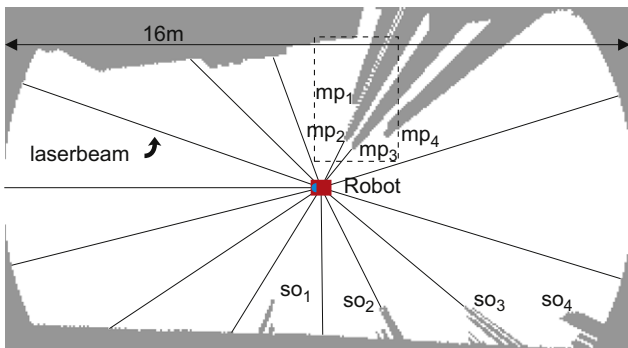 16m
mp1
mp2
mp4
mp3
laserbeam
Robot
so1
so2
so3
so4